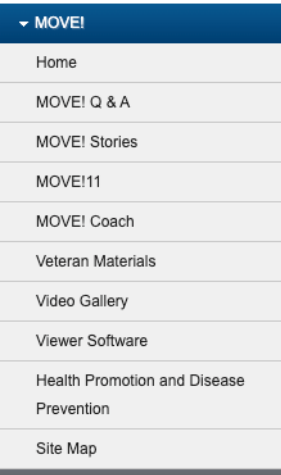 MOVE!
Home
MOVE! Q & A
MOVE! Stories
MOVE!11
MOVE! Coach
Veteran Materials
Video Gallery
Viewer Software
Health Promotion and Disease
Prevention
Site Map